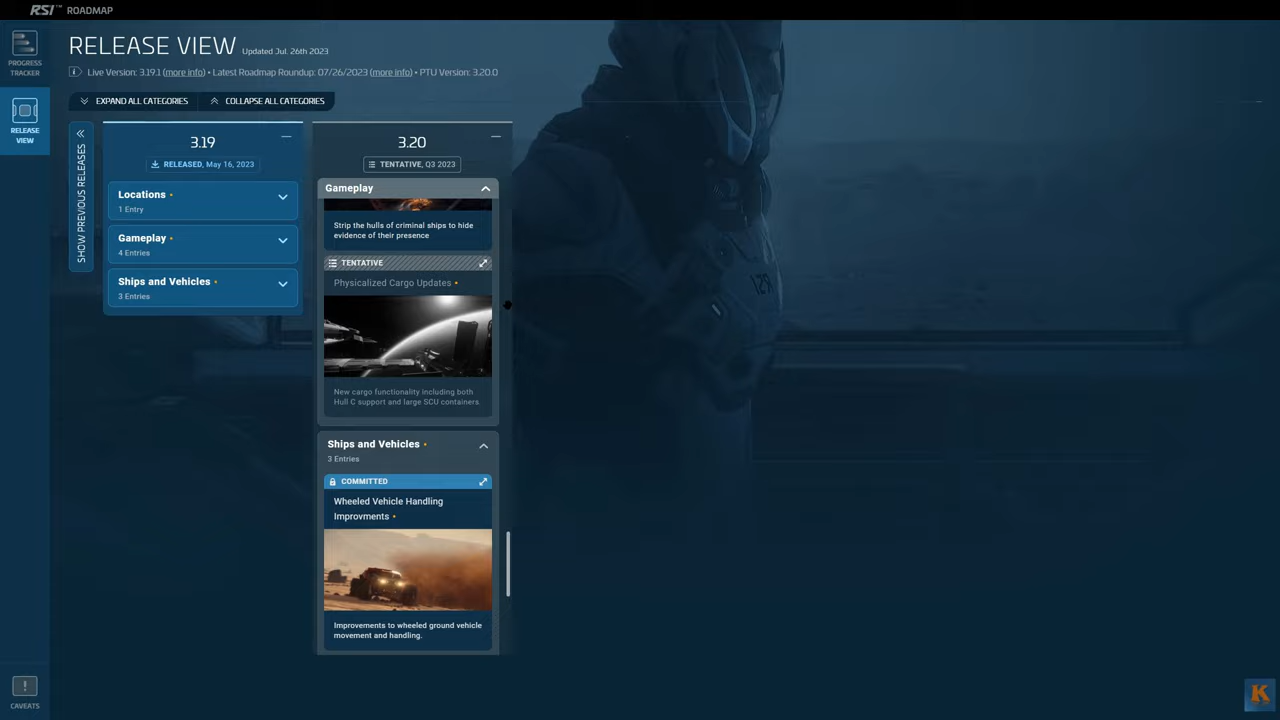 RSI™ ROADMAP
PROGRESS
TRACKER
RELEASE
VIEW
CAVEATS
RELEASE VIEW Updated Jul. 26th 2023
Live Version: 3.19.1 (more info) • Latest Roadmap Roundup: 07/26/2023 (more info) • PTU Version: 3.20.0
EXPAND ALL CATEGORIES COLLAPSE ALL CATEGORIES
SHOW PREVIOUS RELEASES
3.19
RELEASED, May 16, 2023
Locations
1 Entry
Gameplay
4 Entries
Ships and Vehicles
3 Entries
3.20
TENTATIVE, Q3 2023
Gameplay
Strip the hulls of criminal ships to hide
evidence of their presence
TENTATIVE
Physicalized Cargo Updates
New cargo functionality including both
Hull C support and large SCU containers.
Ships and Vehicles
3 Entries
COMMITTED
Wheeled Vehicle Handling
Improvments
Improvements to wheeled ground vehicle
movement and handling.
K